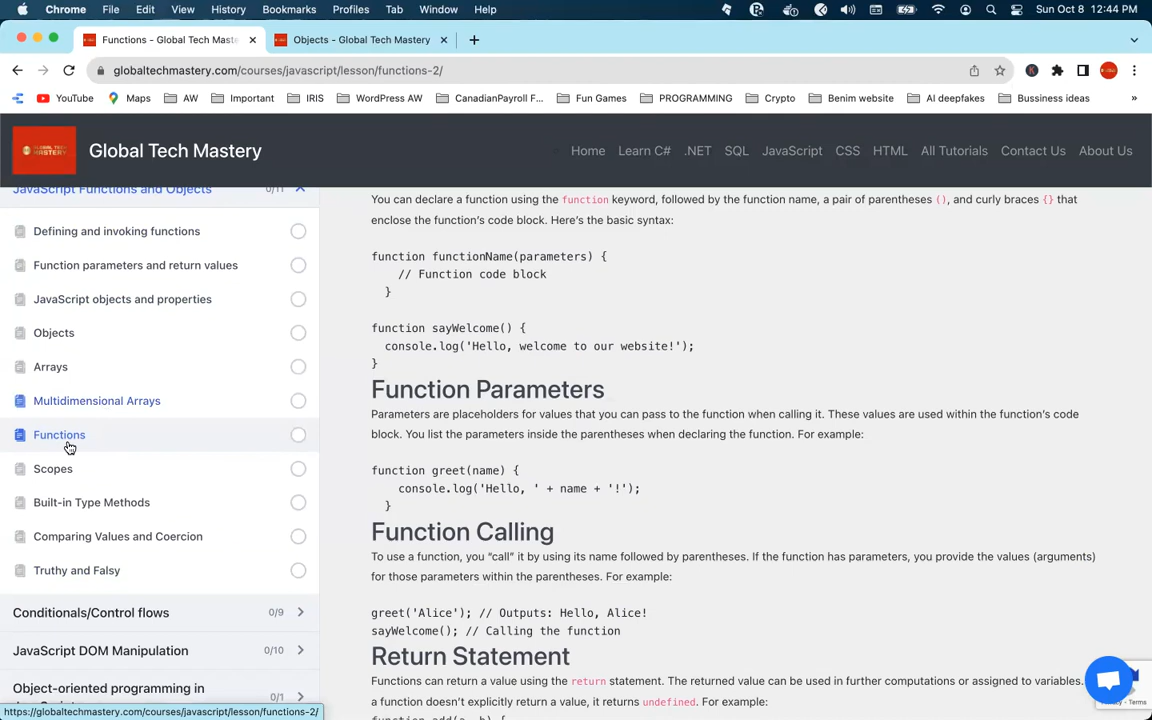 Chrome File Edit View History Bookmarks Profiles Tab Window Help Sun Oct 8 12:44 PM
Functions - Global Tech Maste Objects - Global Tech Mastery
globaltechmastery.com/courses/javascript/lesson/functions-2/
YouTube Maps AW Important IRIS WordPress AW CanadianPayroll F... Fun Games PROGRAMMING Crypto Benim website AI deepfakes Bussiness ideas »
Global Tech Mastery Home Learn C# .NET SQL JavaScript CSS HTML All Tutorials Contact Us About Us
JavaScript Functions and Objects 0/11
Defining and invoking functions
Function parameters and return values
JavaScript objects and properties
Objects
Arrays
Multidimensional Arrays
Functions
Scopes
Built-in Type Methods
Comparing Values and Coercion
Truthy and Falsy
Conditionals/Control flows 0/9
JavaScript DOM Manipulation 0/10
Object-oriented programming in 0/1
https://globaltechmastery.com/courses/javascript/lesson/functions-2/
You can declare a function using the function keyword, followed by the function name, a pair of parentheses (), and curly braces {} that
enclose the function's code block. Here's the basic syntax:
function functionName(parameters) {
// Function code block
}
function sayWelcome() {
console.log('Hello, welcome to our website!');
}
Function Parameters
Parameters are placeholders for values that you can pass to the function when calling it. These values are used within the function's code
block. You list the parameters inside the parentheses when declaring the function. For example:
function greet(name) {
console.log('Hello, ' + name + '!');
}
Function Calling
To use a function, you "call" it by using its name followed by parentheses. If the function has parameters, you provide the values (arguments)
for those parameters within the parentheses. For example:
greet('Alice'); // Outputs: Hello, Alice!
sayWelcome(); // Calling the function
Return Statement
Functions can return a value using the return statement. The returned value can be used in further computations or assigned to variables.
a function doesn't explicitly return a value, it returns undefined. For example:
function add(a, b) {